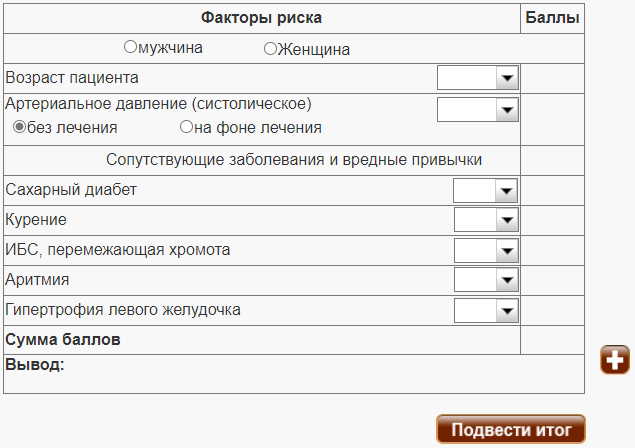 Факторы риска Баллы
мужчина Женщина
Возраст пациента
Артериальное давление (систолическое)
без лечения на фоне лечения
Сопутствующие заболевания и вредные привычки
Сахарный диабет
Курение
ИБС, перемежающая хромота
Аритмия
Гипертрофия левого желудочка
Сумма баллов
Вывод:
Подвести итог